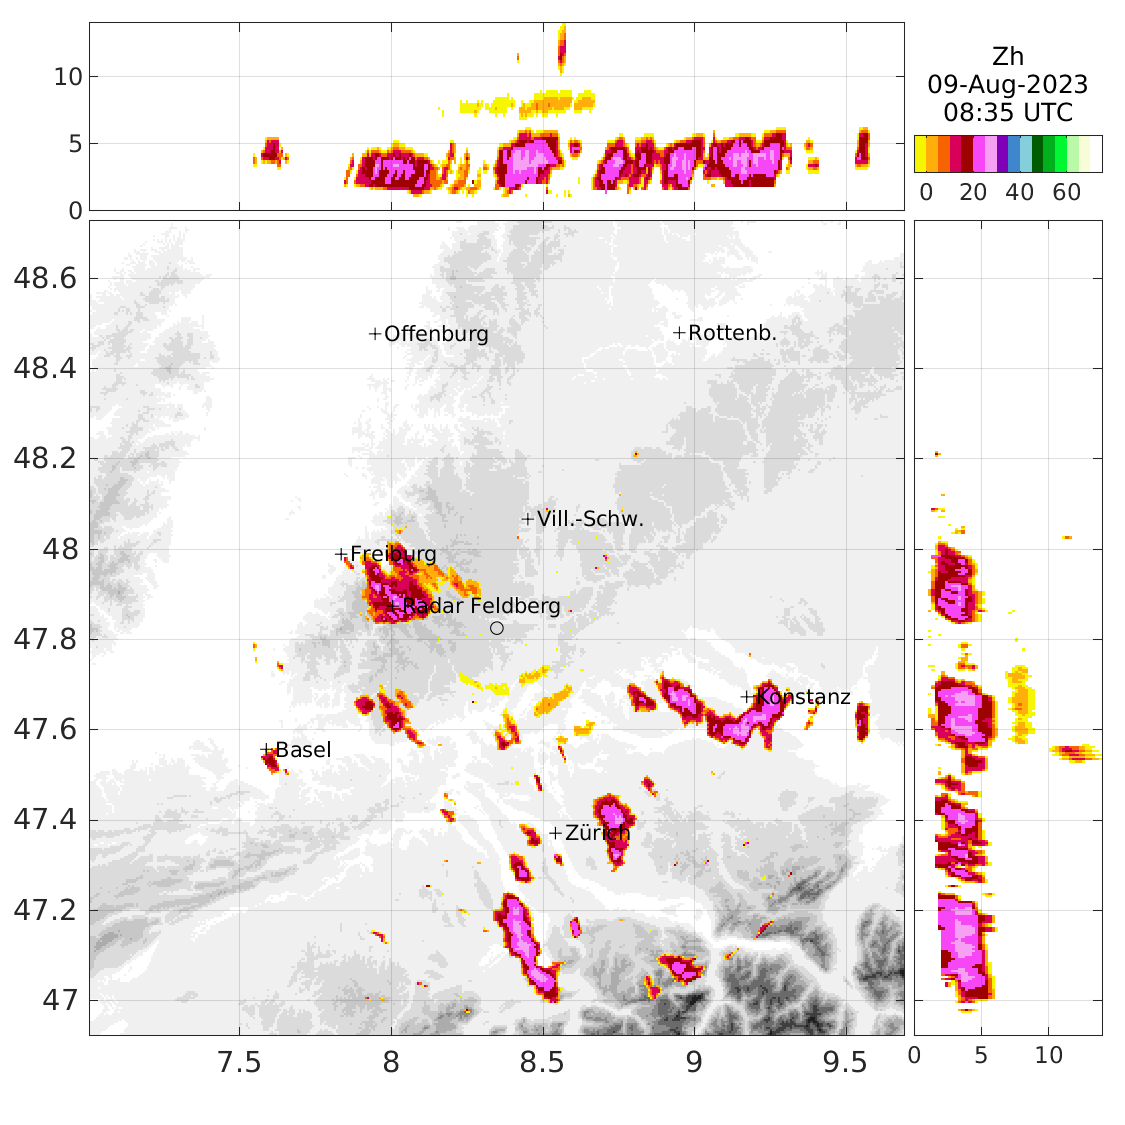 10
5
0
Zh
09-Aug-2023
08:35 UTC
0 20 40 60
48.6
48.4
48.2
48
47.8
47.6
47.4
47.2
47
Offenburg
Rottenb.
Vill.-Schw.
Freiburg
Radar Feldberg
Konstanz
Basel
Zürich
7.5 8 8.5 9 9.5
0 5 10